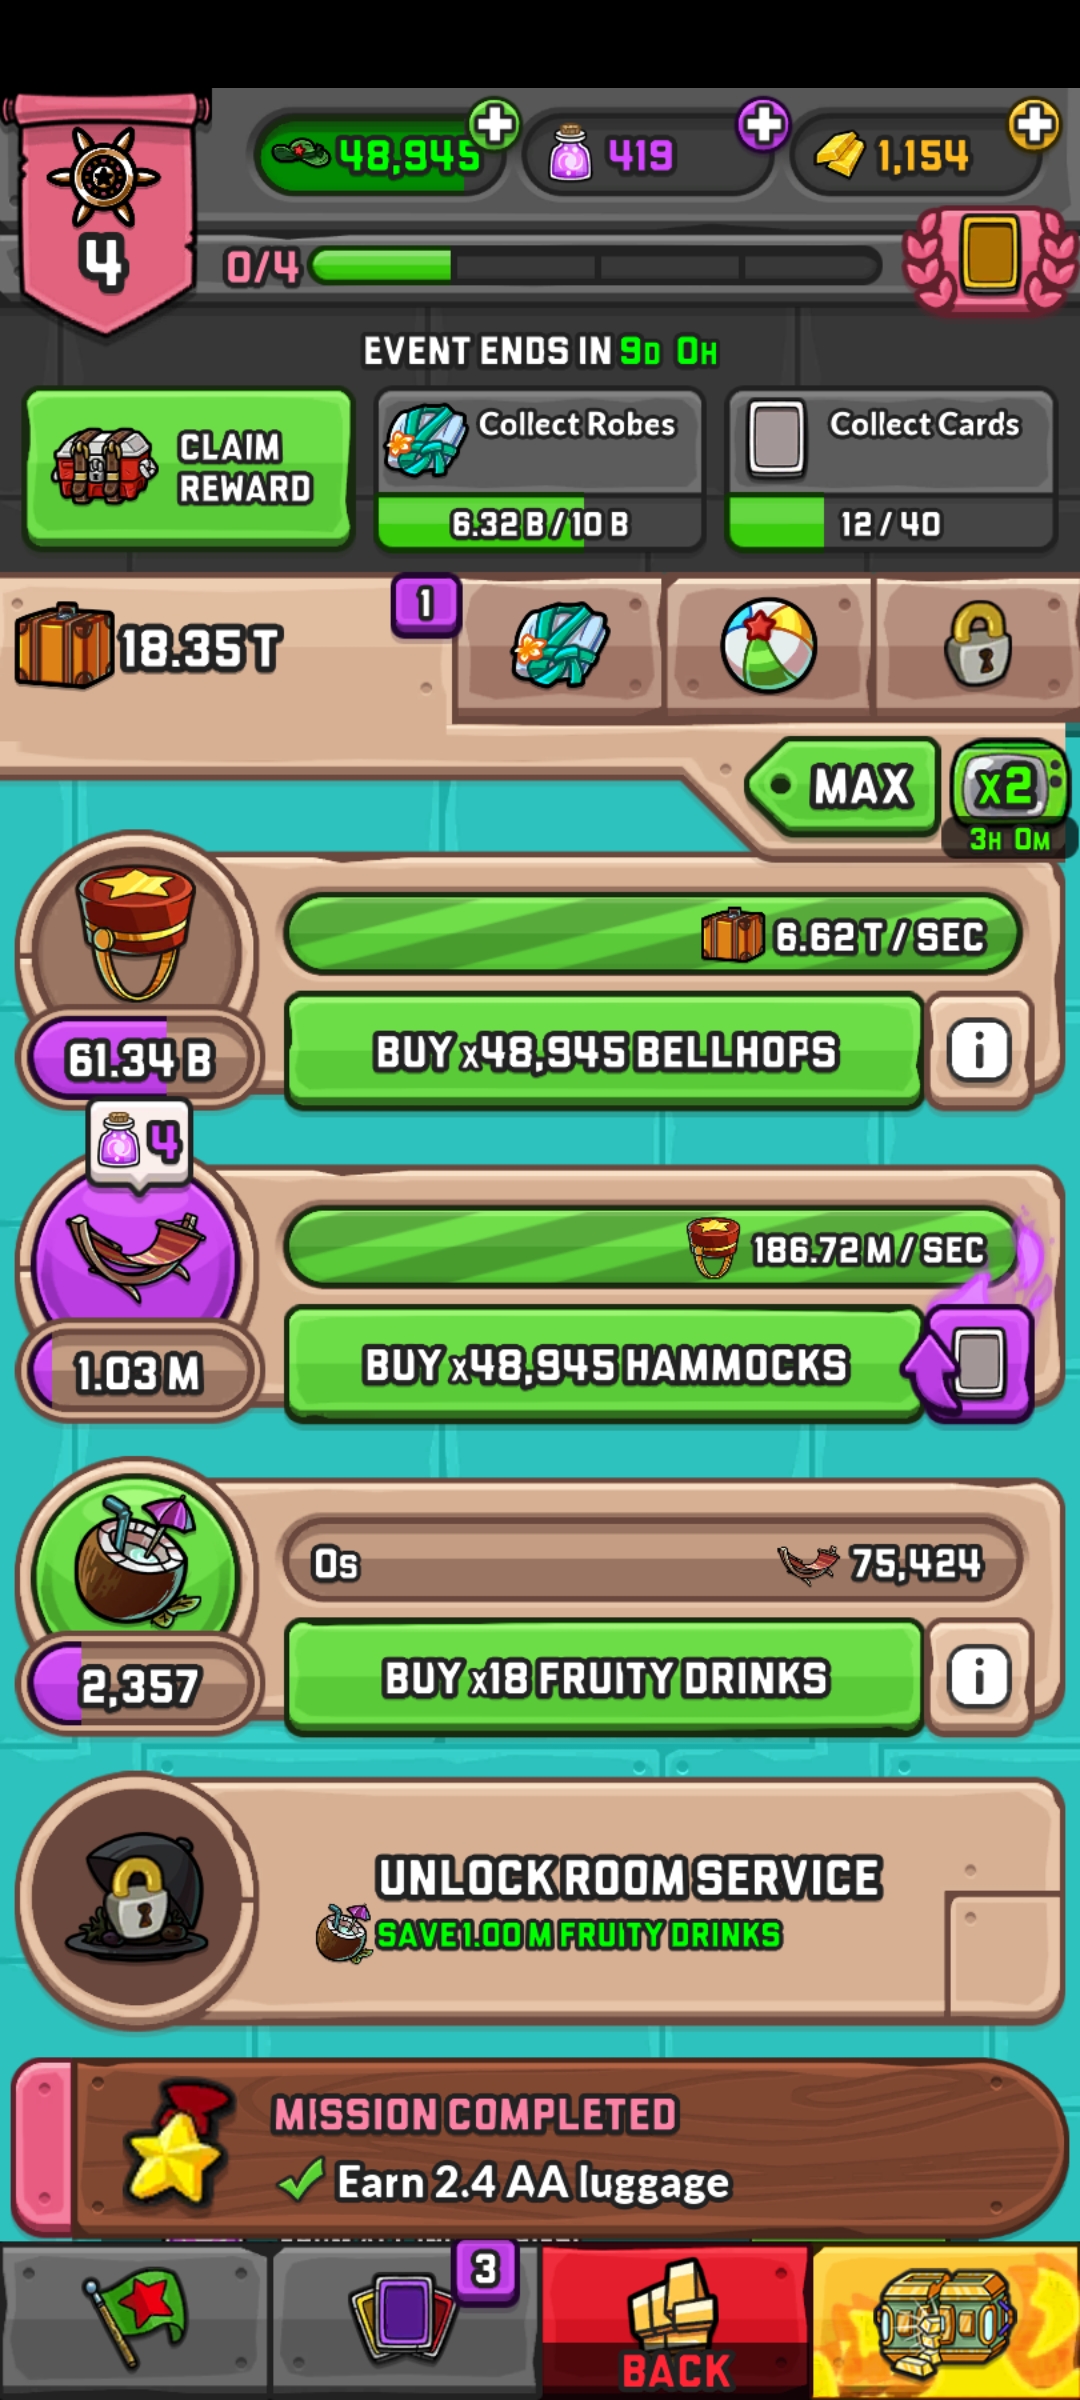 48,945
419
1,154
4
0/4
EVENT ENDS IN 9D 0H
CLAIM
REWARD
Collect Robes
6.32 B / 10 B
Collect Cards
12 / 40
18.35 T
1
MAX
x2
3H 0M
6.62 T / SEC
61.34 B
BUY x48,945 BELLHOPS
i
4
186.72 M / SEC
1.03 M
BUY x48,945 HAMMOCKS
0s
75,424
2,357
BUY x18 FRUITY DRINKS
i
UNLOCK ROOM SERVICE
SAVE 1.00 M FRUITY DRINKS
MISSION COMPLETED
Earn 2.4 AA luggage
3
BACK